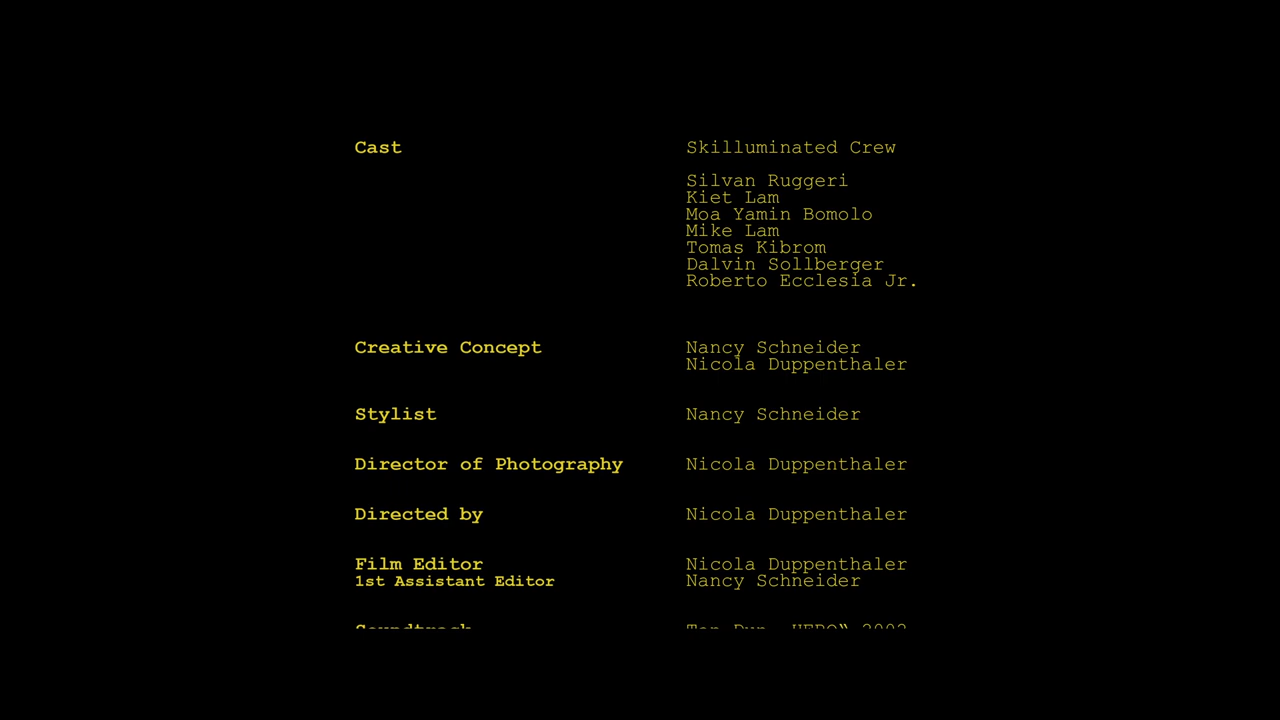 Cast Skilluminated Crew
Silvan Ruggeri
Kiet Lam
Moa Yamin Bomolo
Mike Lam
Tomas Kibrom
Dalvin Sollberger
Roberto Ecclesia Jr.
Creative Concept Nancy Schneider
Nicola Duppenthaler
Stylist Nancy Schneider
Director of Photography Nicola Duppenthaler
Directed by Nicola Duppenthaler
Film Editor Nicola Duppenthaler
1st Assistant Editor Nancy Schneider
Soundtrack